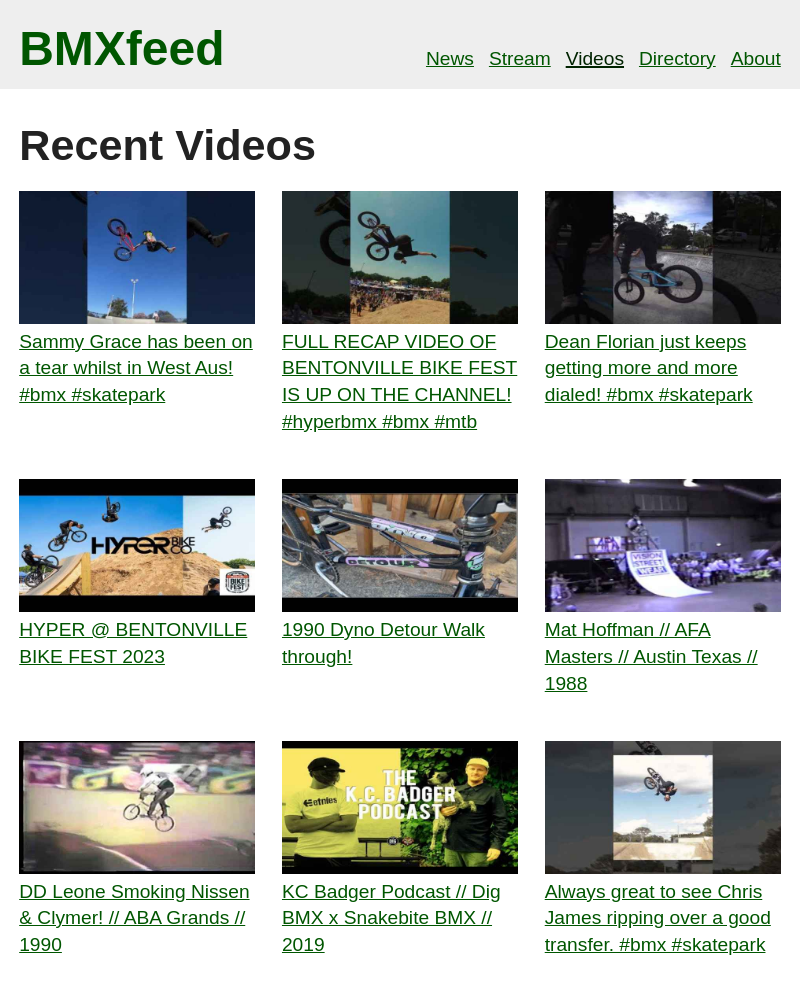 BMXfeed
News Stream Videos Directory About
Recent Videos
Sammy Grace has been on
a tear whilst in West Aus!
#bmx #skatepark
FULL RECAP VIDEO OF
BENTONVILLE BIKE FEST
IS UP ON THE CHANNEL!
#hyperbmx #bmx #mtb
Dean Florian just keeps
getting more and more
dialed! #bmx #skatepark
HYPER BIKE CO
BIKE FEST
HYPER @ BENTONVILLE
BIKE FEST 2023
DETOUR
1990 Dyno Detour Walk
through!
VISION
STREET
WEAR
Mat Hoffman // AFA
Masters // Austin Texas //
1988
DD Leone Smoking Nissen
& Clymer! // ABA Grands //
1990
etnies
THE
K.C. BADGER
PODCAST
KC Badger Podcast // Dig
BMX x Snakebite BMX //
2019
Always great to see Chris
James ripping over a good
transfer. #bmx #skatepark